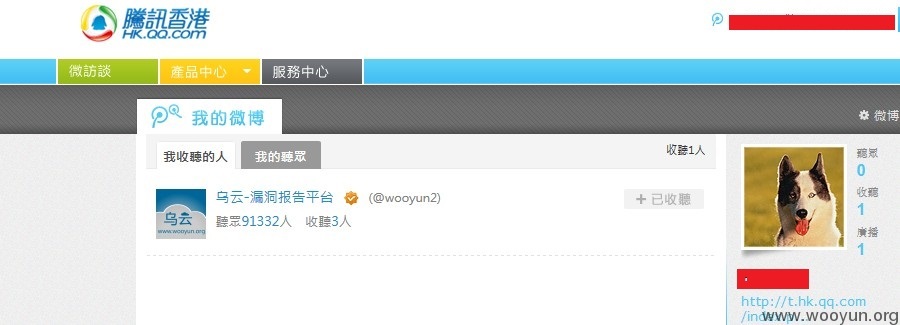 騰訊香港
HK.QQ.COM
微訪談
產品中心
服務中心
我的微博
微博
我收聽的人
我的聽眾
收聽1人
乌云-漏洞报告平台
(@wooyun2)
聽眾91332人
收聽3人
+ 已收聽
乌云
www.wooyun.org
聽眾
0
收聽
1
廣播
1
http://t.hk.qq.com
www.wooyun.org